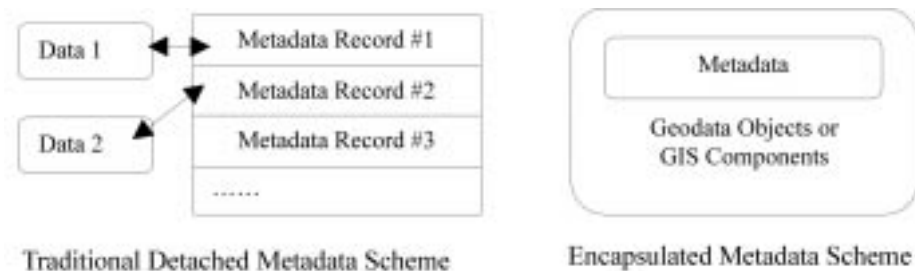 Data 1
Metadata Record #1
Metadata Record #2
Data 2
Metadata Record #3
......
Traditional Detached Metadata Scheme
Metadata
Geodata Objects or
GIS Components
Encapsulated Metadata Scheme